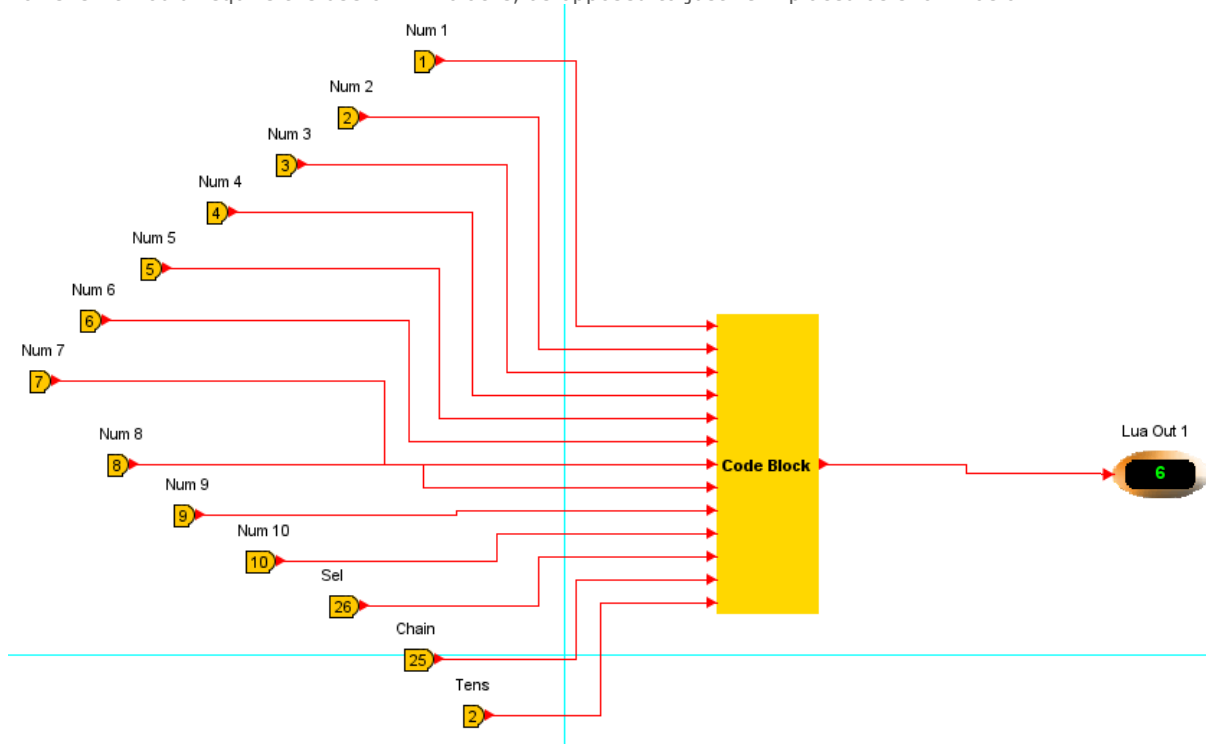 Num 1
1
Num 2
2
Num 3
3
Num 4
4
Num 5
5
Num 6
6
Num 7
7
Num 8
8
Num 9
9
Num 10
10
Sel
26
Chain
25
Tens
2
Code Block
Lua Out 1
6